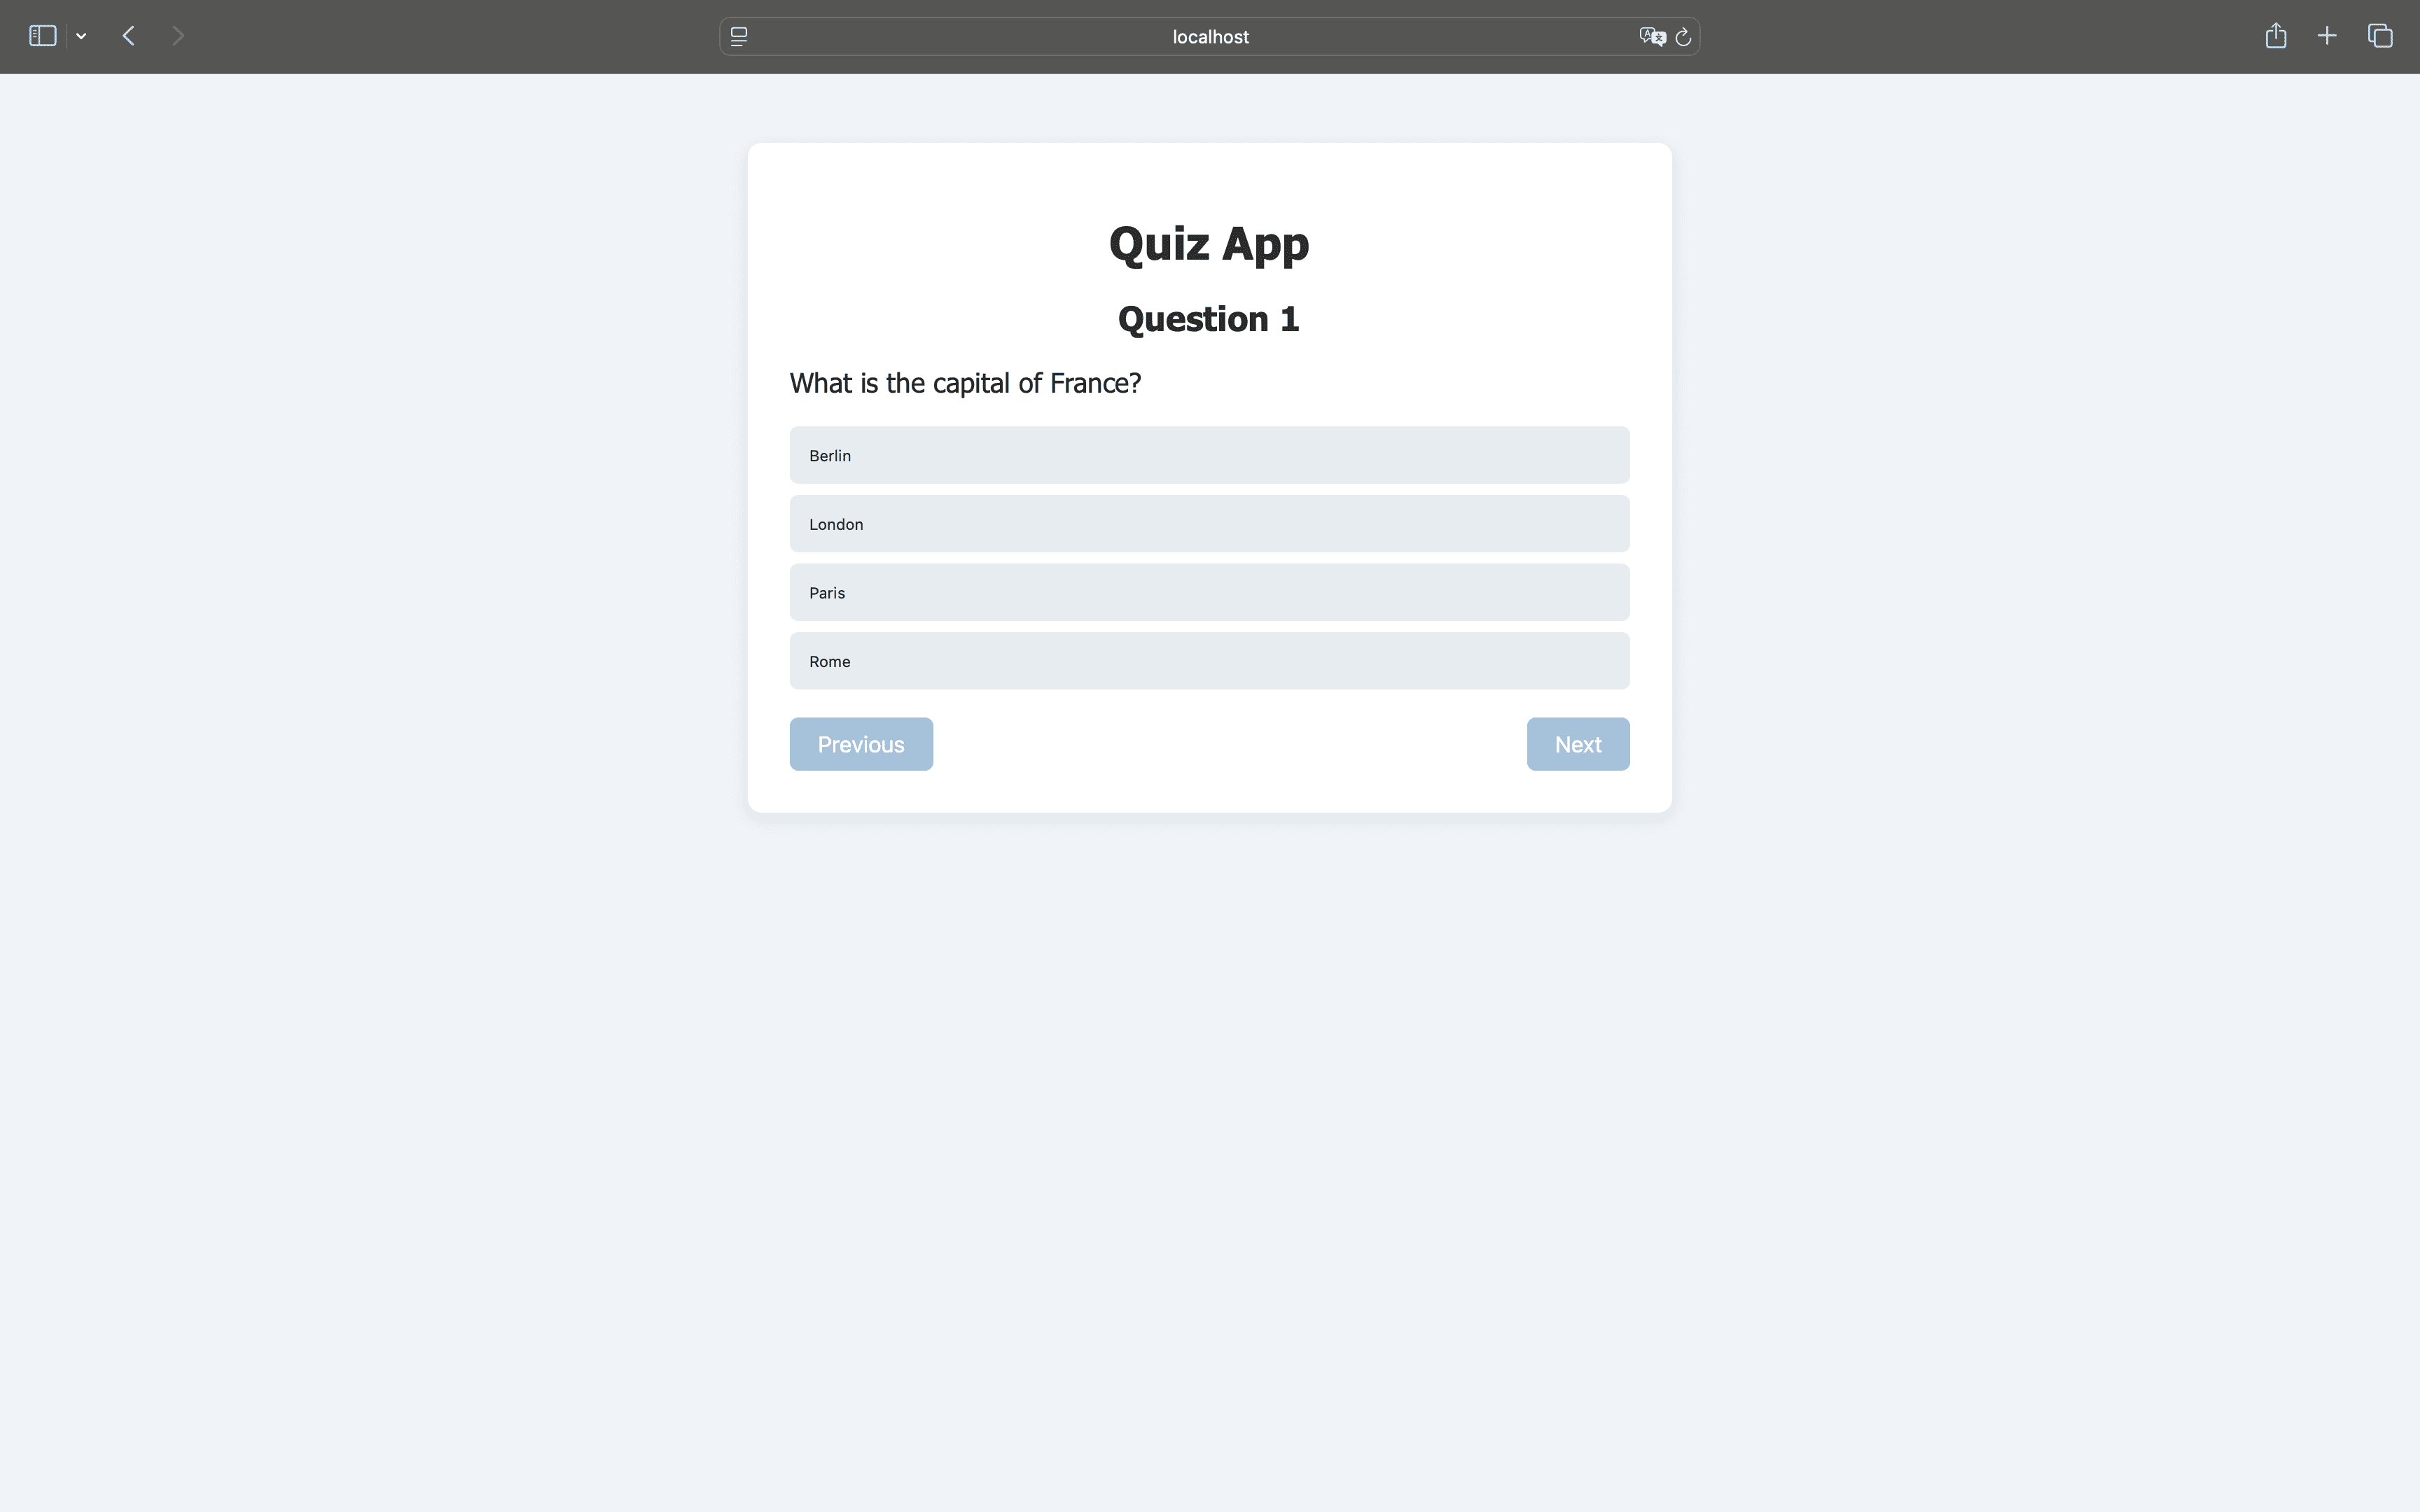 localhost
Quiz App
Question 1
What is the capital of France?
Berlin
London
Paris
Rome
Previous
Next